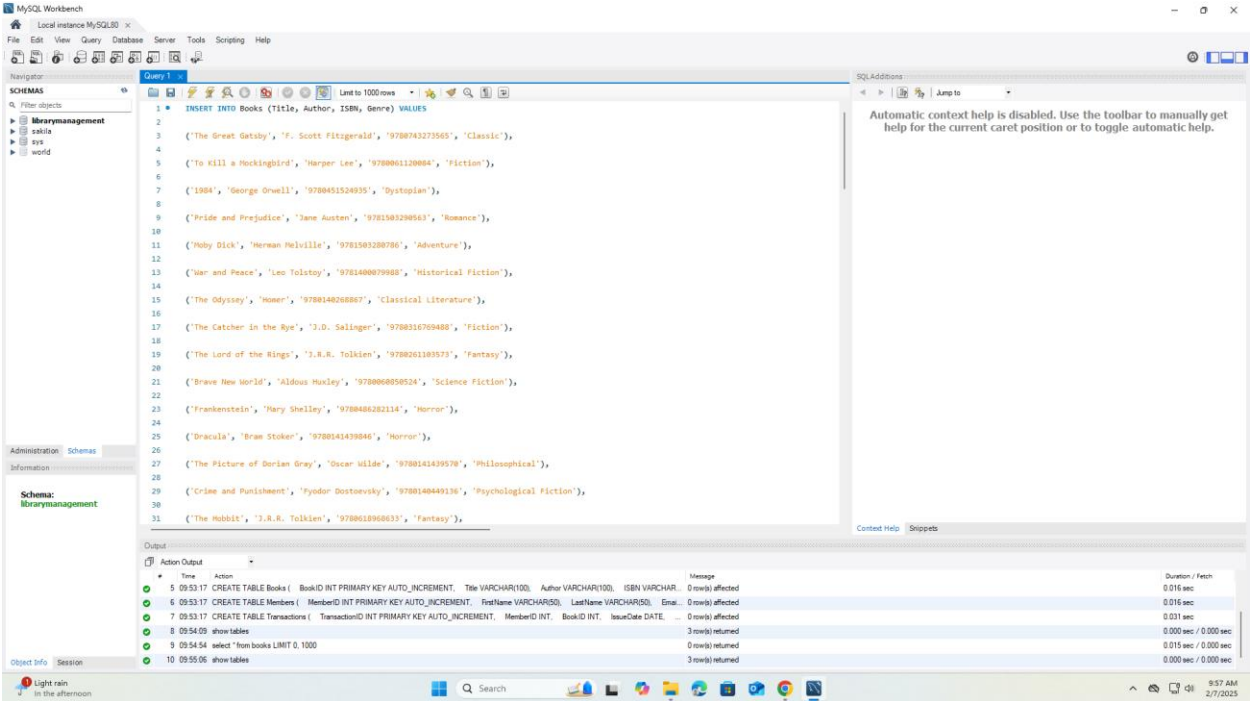 MySQL Workbench
Local instance MySQL80 ×
File Edit View Query Database Server Tools Scripting Help
Navigator
SCHEMAS
Filter objects
librarymanagement
sakila
sys
world
Administration Schemas
Information
Schema:
librarymanagement
Object Info Session
Query 1 ×
Limit to 1000 rows
1 INSERT INTO Books (Title, Author, ISBN, Genre) VALUES
2
3 ('The Great Gatsby', 'F. Scott Fitzgerald', '9780743273565', 'Classic'),
4
5 ('To Kill a Mockingbird', 'Harper Lee', '9780061120084', 'Fiction'),
6
7 ('1984', 'George Orwell', '9780451524935', 'Dystopian'),
8
9 ('Pride and Prejudice', 'Jane Austen', '9781503290563', 'Romance'),
10
11 ('Moby Dick', 'Herman Melville', '9781503280786', 'Adventure'),
12
13 ('War and Peace', 'Leo Tolstoy', '9781400079988', 'Historical Fiction'),
14
15 ('The Odyssey', 'Homer', '9780140268867', 'Classical Literature'),
16
17 ('The Catcher in the Rye', 'J.D. Salinger', '9780316769488', 'Fiction'),
18
19 ('The Lord of the Rings', 'J.R.R. Tolkien', '9780261103573', 'Fantasy'),
20
21 ('Brave New World', 'Aldous Huxley', '9780060850524', 'Science Fiction'),
22
23 ('Frankenstein', 'Mary Shelley', '9780486282114', 'Horror'),
24
25 ('Dracula', 'Bram Stoker', '9780141439846', 'Horror'),
26
27 ('The Picture of Dorian Gray', 'Oscar Wilde', '9780141439570', 'Philosophical'),
28
29 ('Crime and Punishment', 'Fyodor Dostoevsky', '9780140449136', 'Psychological Fiction'),
30
31 ('The Hobbit', 'J.R.R. Tolkien', '9780618968633', 'Fantasy'),
SQLAdditions
Jump to
Automatic context help is disabled. Use the toolbar to manually get
help for the current caret position or to toggle automatic help.
Context Help Snippets
Output
Action Output
# Time Action Message Duration / Fetch
5 09:53:17 CREATE TABLE Books ( BookID INT PRIMARY KEY AUTO_INCREMENT, Title VARCHAR(100), Author VARCHAR(100), ISBN VARCHAR... 0 row(s) affected 0.016 sec
6 09:53:17 CREATE TABLE Members ( MemberID INT PRIMARY KEY AUTO_INCREMENT, FirstName VARCHAR(50), LastName VARCHAR(50), Emai... 0 row(s) affected 0.016 sec
7 09:53:17 CREATE TABLE Transactions ( TransactionID INT PRIMARY KEY AUTO_INCREMENT, MemberID INT, BookID INT, IssueDate DATE, ... 0 row(s) affected 0.031 sec
8 09:54:09 show tables 3 row(s) returned 0.000 sec / 0.000 sec
9 09:54:54 select * from books LIMIT 0, 1000 0 row(s) returned 0.015 sec / 0.000 sec
10 09:55:06 show tables 3 row(s) returned 0.000 sec / 0.000 sec
1
Light rain
In the afternoon
Search
9:57 AM
2/7/2025